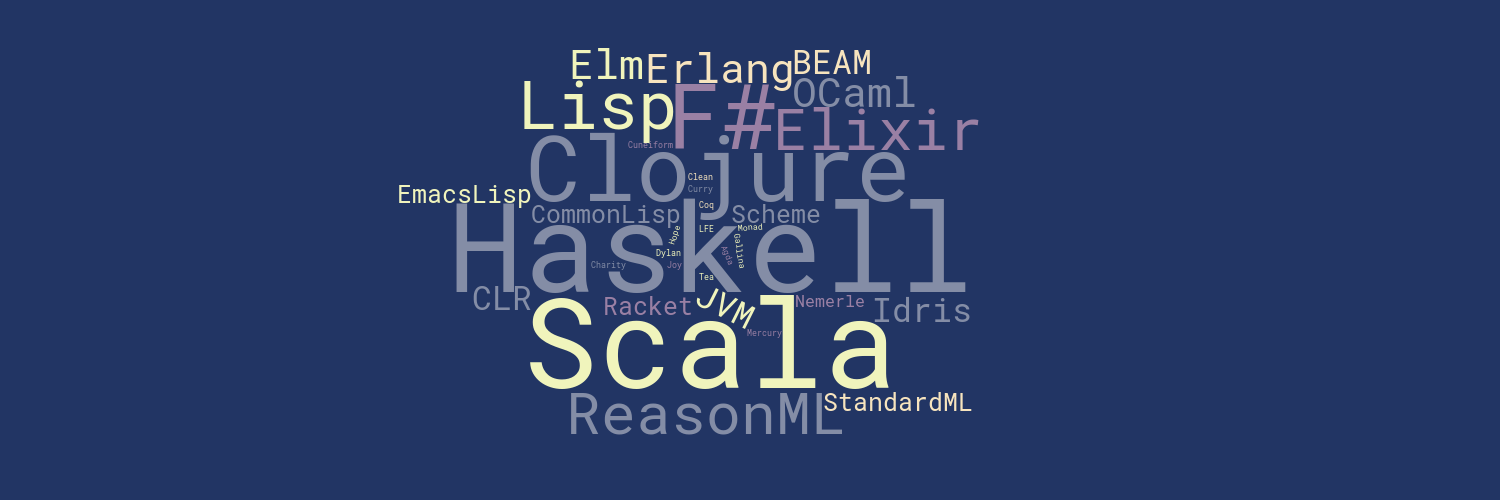 Elm Erlang BEAM
Lisp F# OCaml
Elixir
Cuneiform
Clojure
Clean
Curry
EmacsLisp
Coq
CommonLisp Scheme
LFE Monad
Hope
Gallina
Haskell
Dylan Agda
Charity Joy
Tea
CLR Racket JVM Nemerle Idris
Mercury
Scala
StandardML
ReasonML